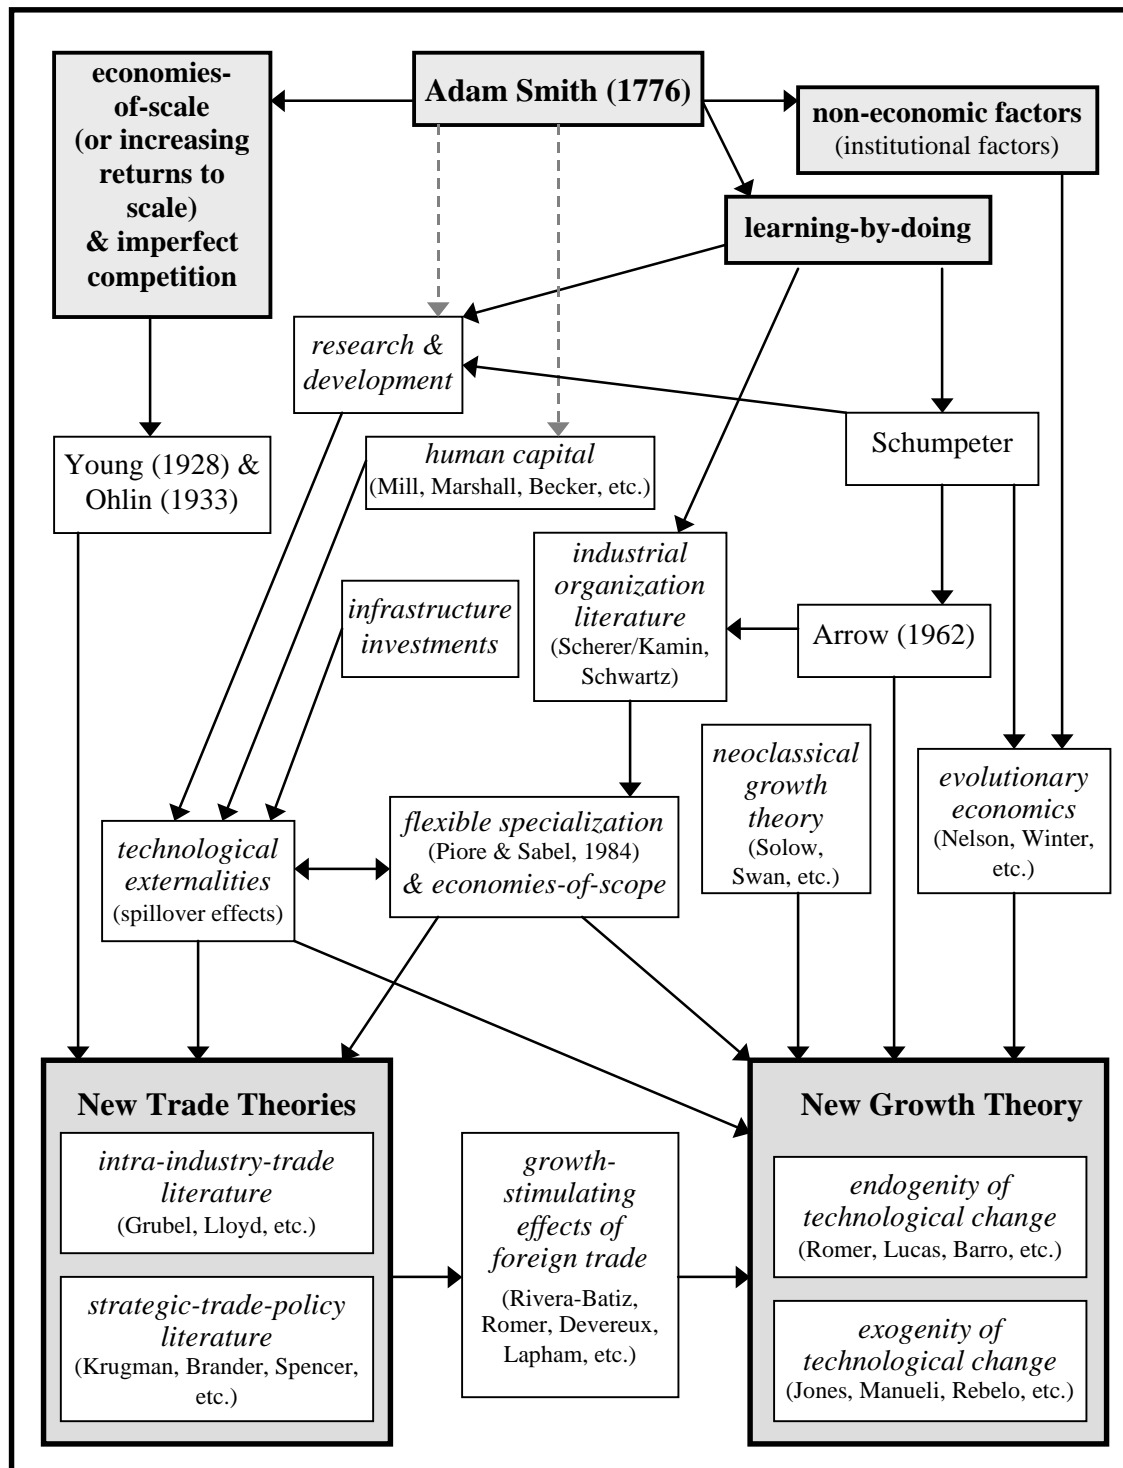 economies-
of-scale
(or increasing
returns to
scale)
& imperfect
competition
Adam Smith (1776)
non-economic factors
(institutional factors)
learning-by-doing
research &
development
Schumpeter
Young (1928) &
Ohlin (1933)
human capital
(Mill, Marshall, Becker, etc.)
industrial
organization
literature
(Scherer/Kamin,
Schwartz)
infrastructure
investments
Arrow (1962)
neoclassical
growth
theory
(Solow,
Swan, etc.)
evolutionary
economics
(Nelson, Winter,
etc.)
technological
externalities
(spillover effects)
flexible specialization
(Piore & Sabel, 1984)
& economies-of-scope
New Trade Theories
intra-industry-trade
literature
(Grubel, Lloyd, etc.)
strategic-trade-policy
literature
(Krugman, Brander, Spencer,
etc.)
growth-
stimulating
effects of
foreign trade
(Rivera-Batiz,
Romer, Devereux,
Lapham, etc.)
New Growth Theory
endogenity of
technological change
(Romer, Lucas, Barro, etc.)
exogenity of
technological change
(Jones, Manueli, Rebelo, etc.)